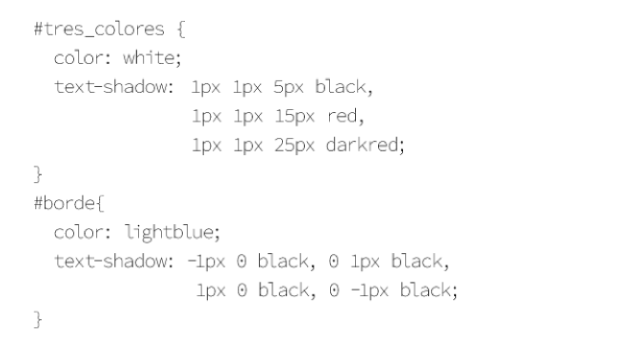 #tres_colores {
color: white;
text-shadow: 1px 1px 5px black,
1px 1px 15px red,
1px 1px 25px darkred;
}
#borde{
color: lightblue;
text-shadow: -1px 0 black, 0 1px black,
1px 0 black, 0 -1px black;
}